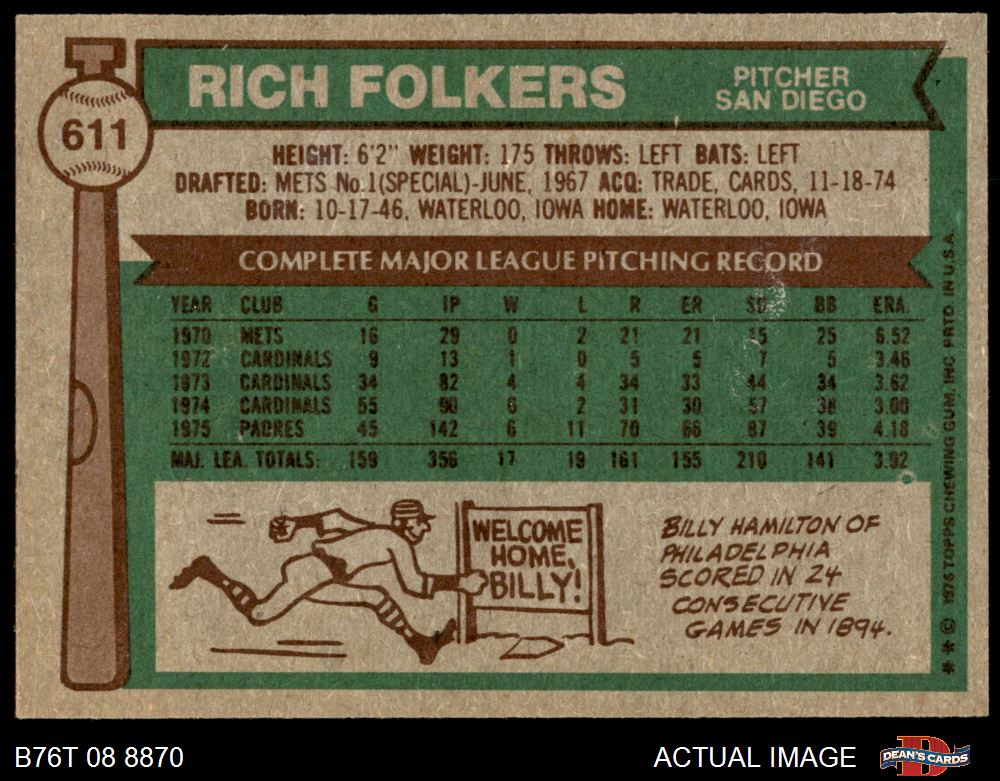 611
RICH FOLKERS
PITCHER
SAN DIEGO
HEIGHT: 6'2" WEIGHT: 175 THROWS: LEFT BATS: LEFT
DRAFTED: METS No.1(SPECIAL)-JUNE, 1967 ACQ: TRADE, CARDS, 11-18-74
BORN: 10-17-46, WATERLOO, IOWA HOME: WATERLOO, IOWA
COMPLETE MAJOR LEAGUE PITCHING RECORD
YEAR CLUB G IP W L R ER SO BB ERA.
1970 METS 16 29 0 2 21 21 15 25 6.52
1972 CARDINALS 9 13 1 0 5 5 7 5 3.46
1973 CARDINALS 34 82 4 4 34 33 44 34 3.62
1974 CARDINALS 55 90 6 2 31 30 57 38 3.00
1975 PADRES 45 142 6 11 70 66 87 39 4.18
MAJ. LEA. TOTALS: 159 356 17 19 161 155 210 141 3.92
WELCOME
HOME,
BILLY!
BILLY HAMILTON OF
PHILADELPHIA
SCORED IN 24
CONSECUTIVE
GAMES IN 1894.
** © 1976 TOPPS CHEWING GUM, INC PRTD. IN U.S.A.
B76T 08 8870
ACTUAL IMAGE
DEAN'S CARDS